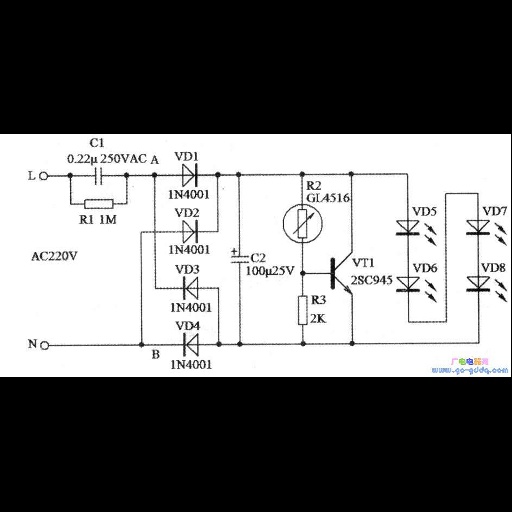 C1
0.22μ 250VAC
A
VD1
L
1N4001
R1 1M
R2
GL4516
VD2
1N4001
VD5
VD7
AC220V
C2
100μ25V
VD3
1N4001
VT1
2SC945
VD6
VD8
R3
2K
VD4
N
B
1N4001
广电电器网
www.go-gddq.com